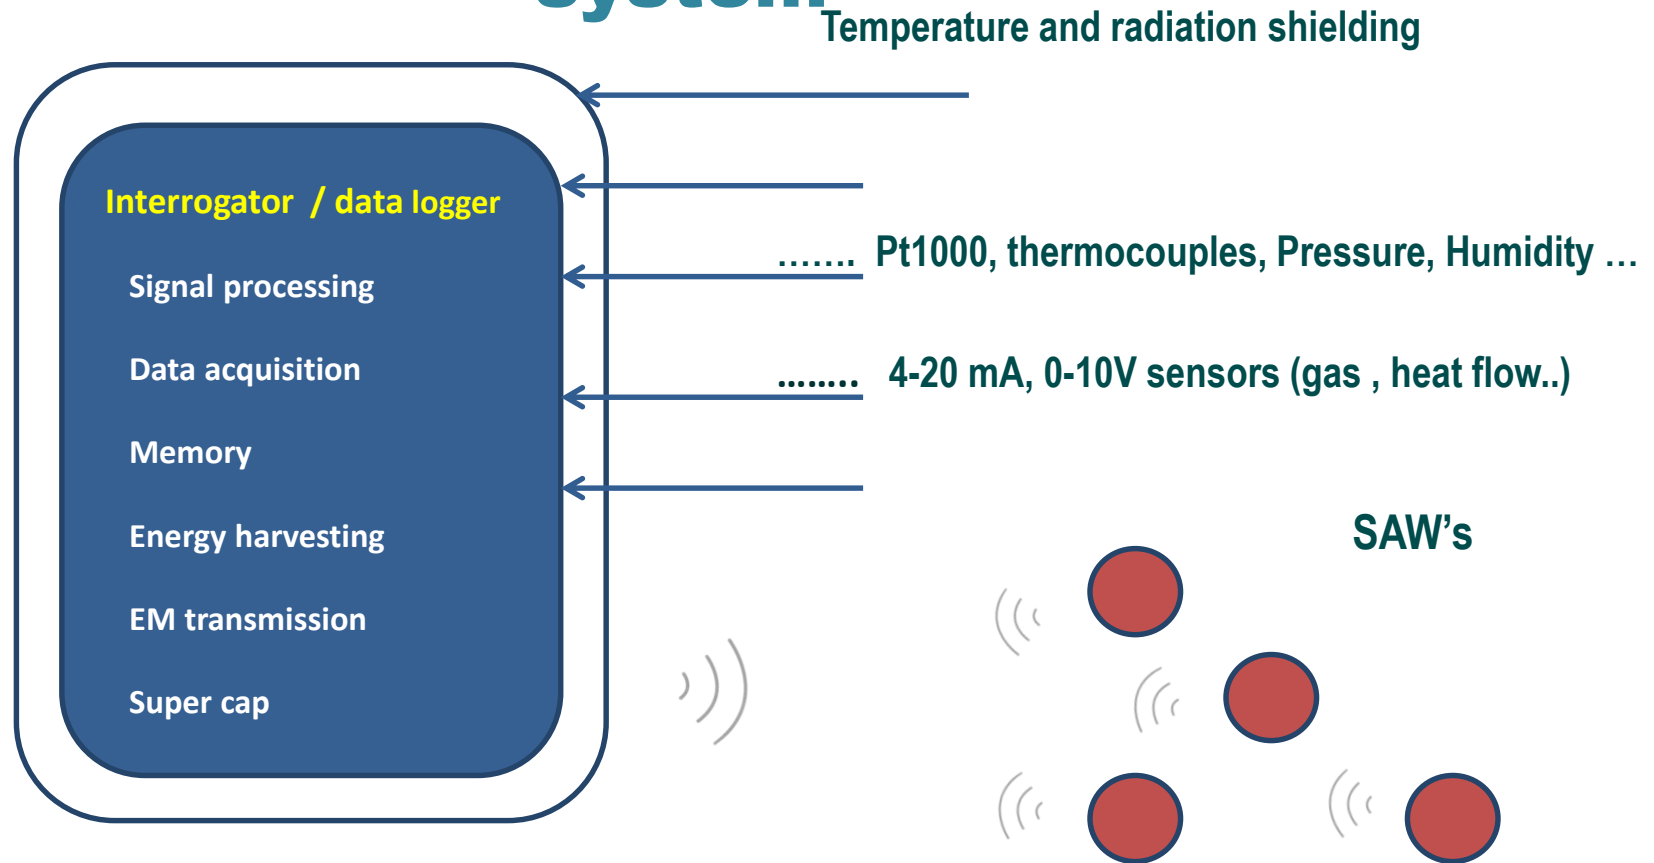 system
Temperature and radiation shielding
Interrogator / data logger
Signal processing
Data acquisition
Memory
Energy harvesting
EM transmission
Super cap
....... Pt1000, thermocouples, Pressure, Humidity ...
........ 4-20 mA, 0-10V sensors (gas , heat flow..)
SAW's